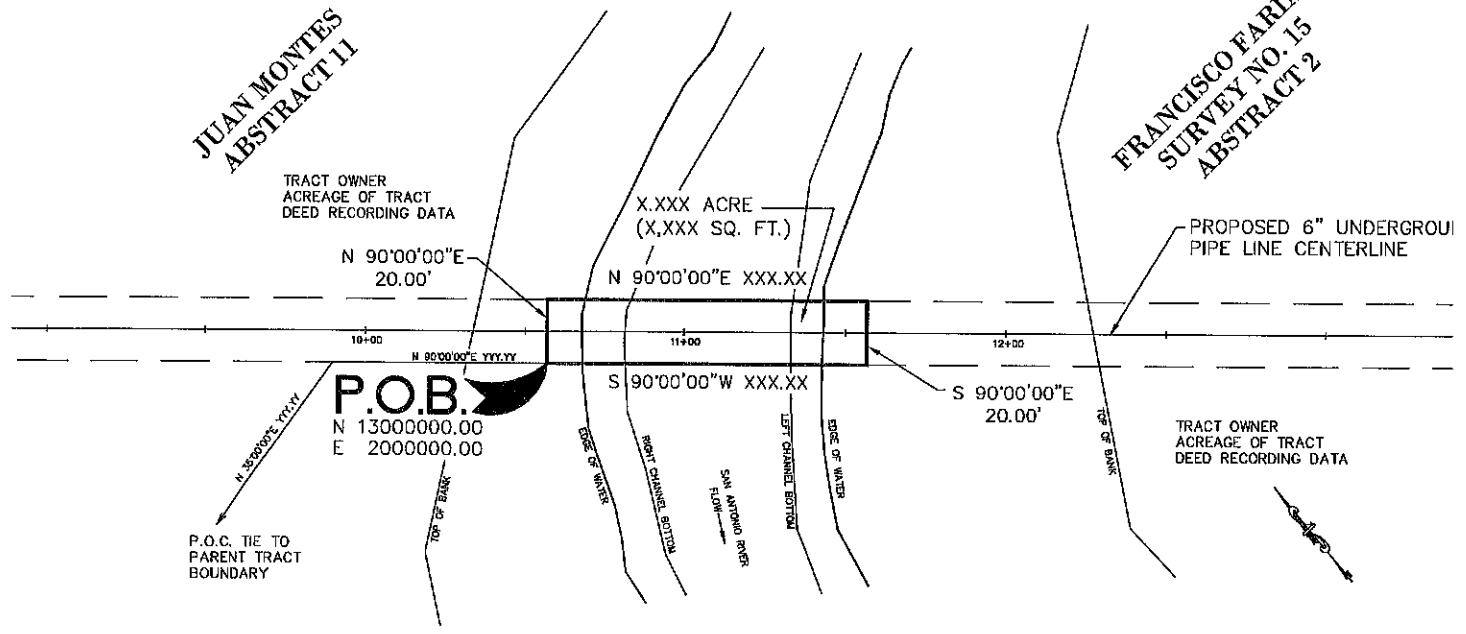 JUAN MONTES
ABSTRACT 11
FRANCISCO
SURVEY NO. 15
ABSTRACT 2
TRACT OWNER
ACREAGE OF TRACT
DEED RECORDING DATA
X.XXX ACRE
(X,XXX SQ. FT.)
PROPOSED 6" UNDERGROU
PIPE LINE CENTERLINE
N 90°00'00"E
20.00'
N 90°00'00"E XXX.XX
10+00
11+00
12+00
N 90°00'00"E YYY.YY
S 90°00'00"W XXX.XX
S 90°00'00"E
20.00'
P.O.B.
N 13000000.00
E 2000000.00
N 35°00'00"E YYY.YY
P.O.C. TIE TO
PARENT TRACT
BOUNDARY
TOP OF BANK
EDGE OF WATER
RIGHT CHANNEL BOTTOM
SAN ANTONIO RIVER
FLOW
LEFT CHANNEL BOTTOM
EDGE OF WATER
TOP OF BANK
TRACT OWNER
ACREAGE OF TRACT
DEED RECORDING DATA